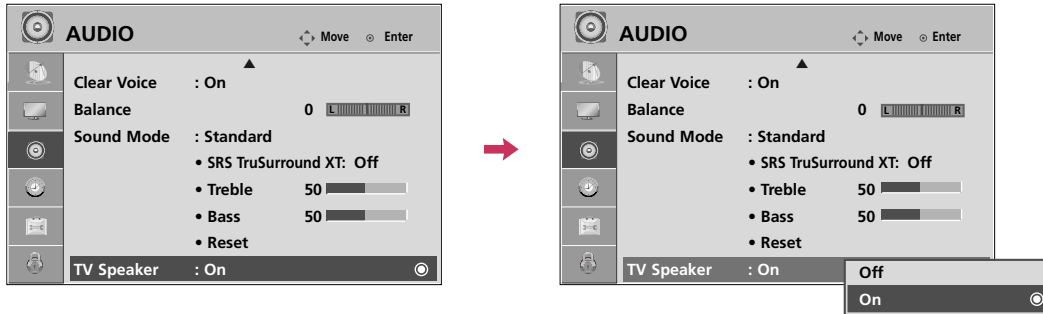 AUDIO Move Enter
Clear Voice : On
Balance 0 L R
Sound Mode : Standard
• SRS TruSurround XT: Off
• Treble 50
• Bass 50
• Reset
TV Speaker : On
AUDIO Move Enter
Clear Voice : On
Balance 0 L R
Sound Mode : Standard
• SRS TruSurround XT: Off
• Treble 50
• Bass 50
• Reset
TV Speaker : On
Off
On